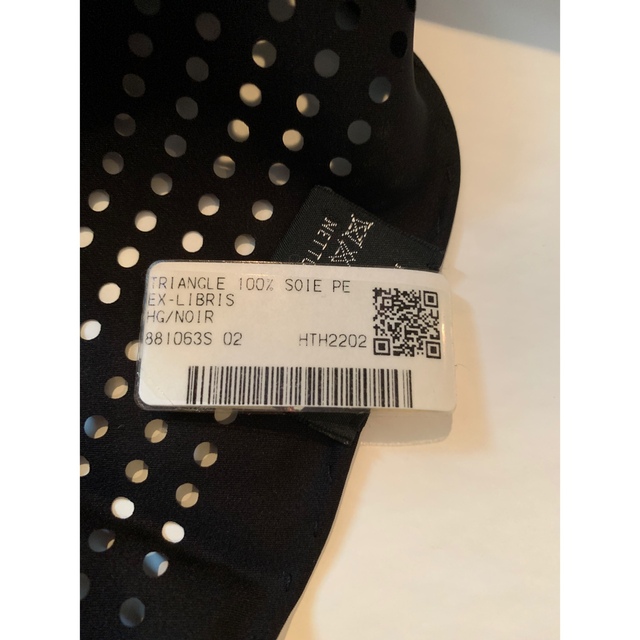 TRIANGLE 100% SOIE PE
EX-LIBRIS
HG/NOIR
881063S 02 HTH2202